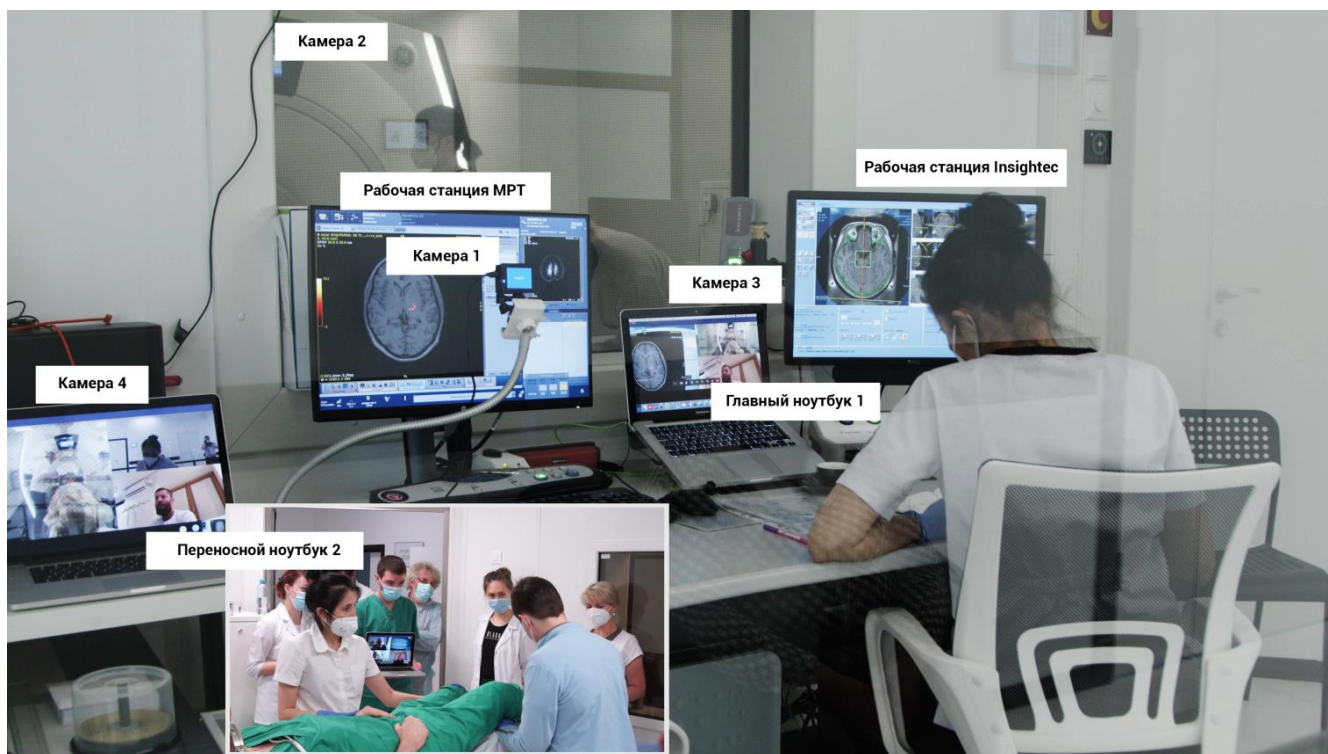 Камера 2
Рабочая станция МРТ
Рабочая станция Insightec
Камера 1
Камера 3
Камера 4
Главный ноутбук 1
Переносной ноутбук 2